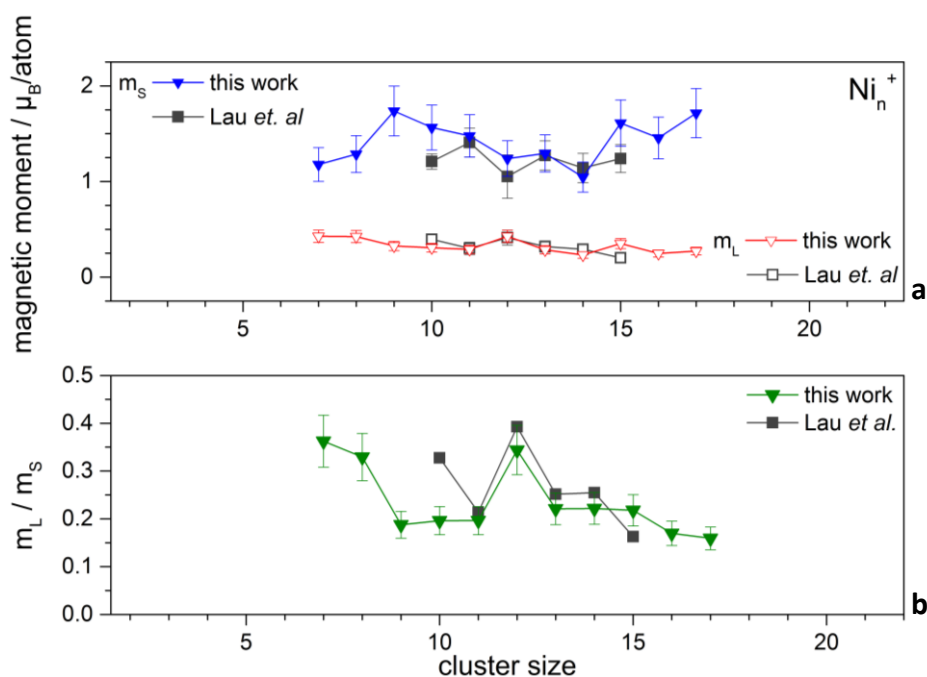 magnetic moment / μB/atom
2
1
0
mS this work
Lau et. al
Nin+
mL this work
Lau et. al
5
10
15
20
a
mL / mS
0.5
0.4
0.3
0.2
0.1
0.0
this work
Lau et al.
5
10
15
20
b
cluster size